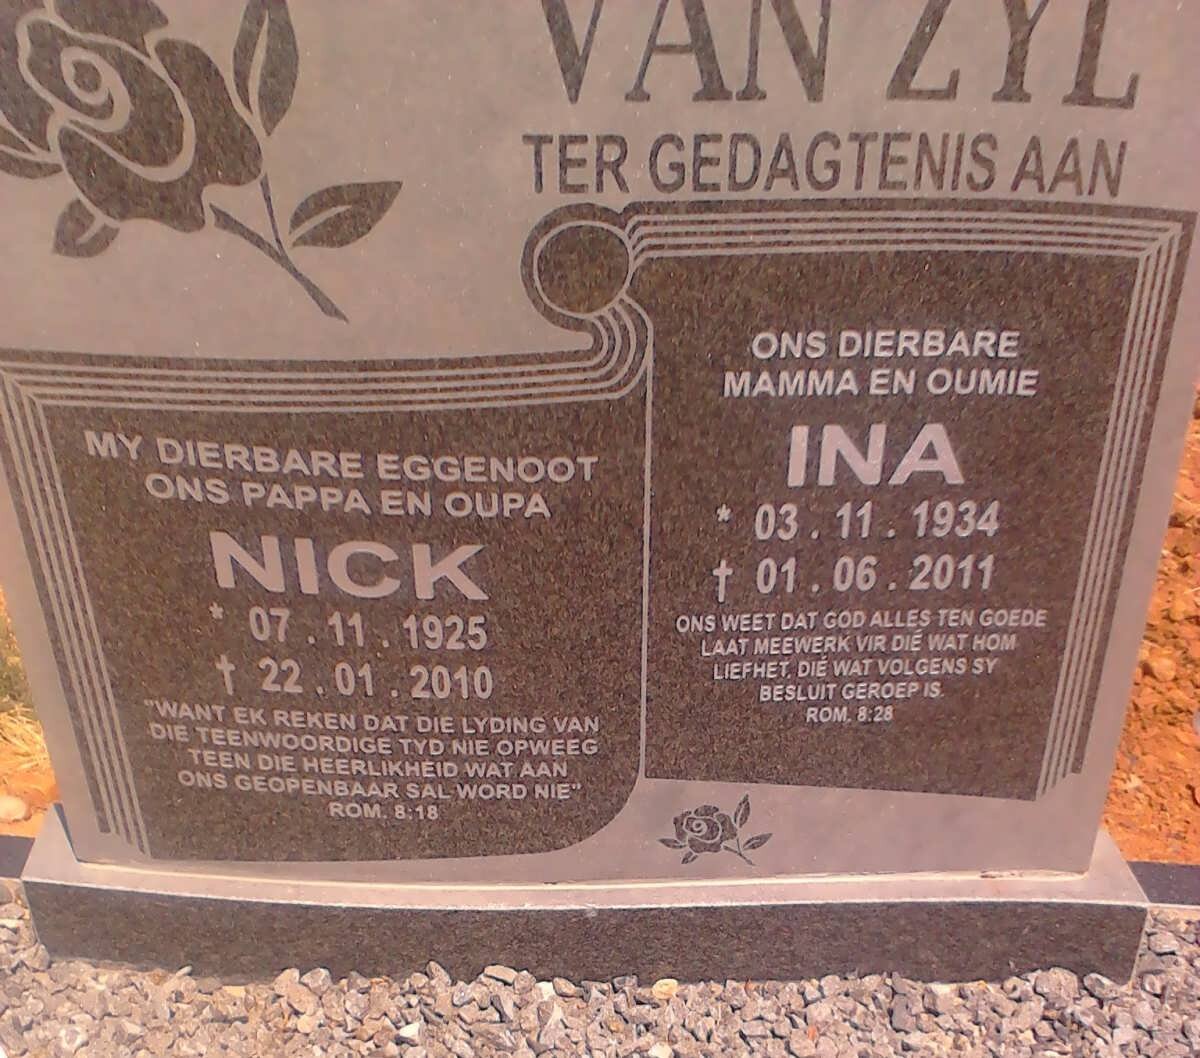 VAN ZYL
TER GEDAGTENIS AAN
MY DIERBARE EGGENOOT
ONS PAPPA EN OUPA
NICK
* 07 . 11 . 1925
† 22 . 01 . 2010
"WANT EK REKEN DAT DIE LYDING VAN
DIE TEENWOORDIGE TYD NIE OPWEEG
TEEN DIE HEERLIKHEID WAT AAN
ONS GEOPENBAAR SAL WORD NIE"
ROM. 8:18
ONS DIERBARE
MAMMA EN OUMIE
INA
* 03 . 11 . 1934
† 01 . 06 . 2011
ONS WEET DAT GOD ALLES TEN GOEDE
LAAT MEEWERK VIR DIÉ WAT HOM
LIEFHET, DIÉ WAT VOLGENS SY
BESLUIT GEROEP IS.
ROM. 8:28